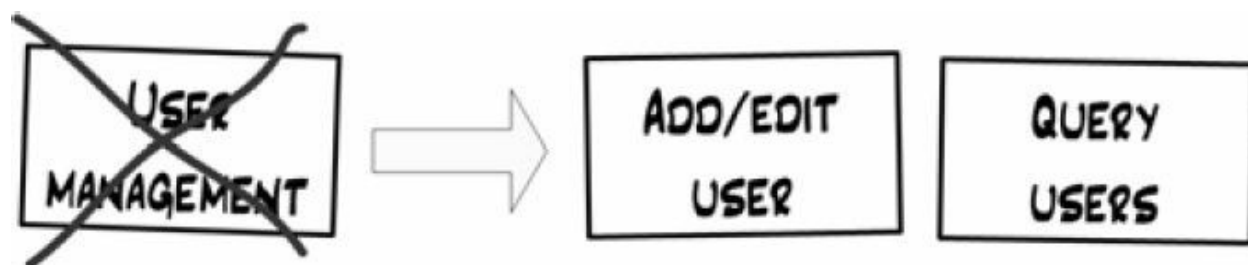 USER
MANAGEMENT
ADD/EDIT
USER
QUERY
USERS